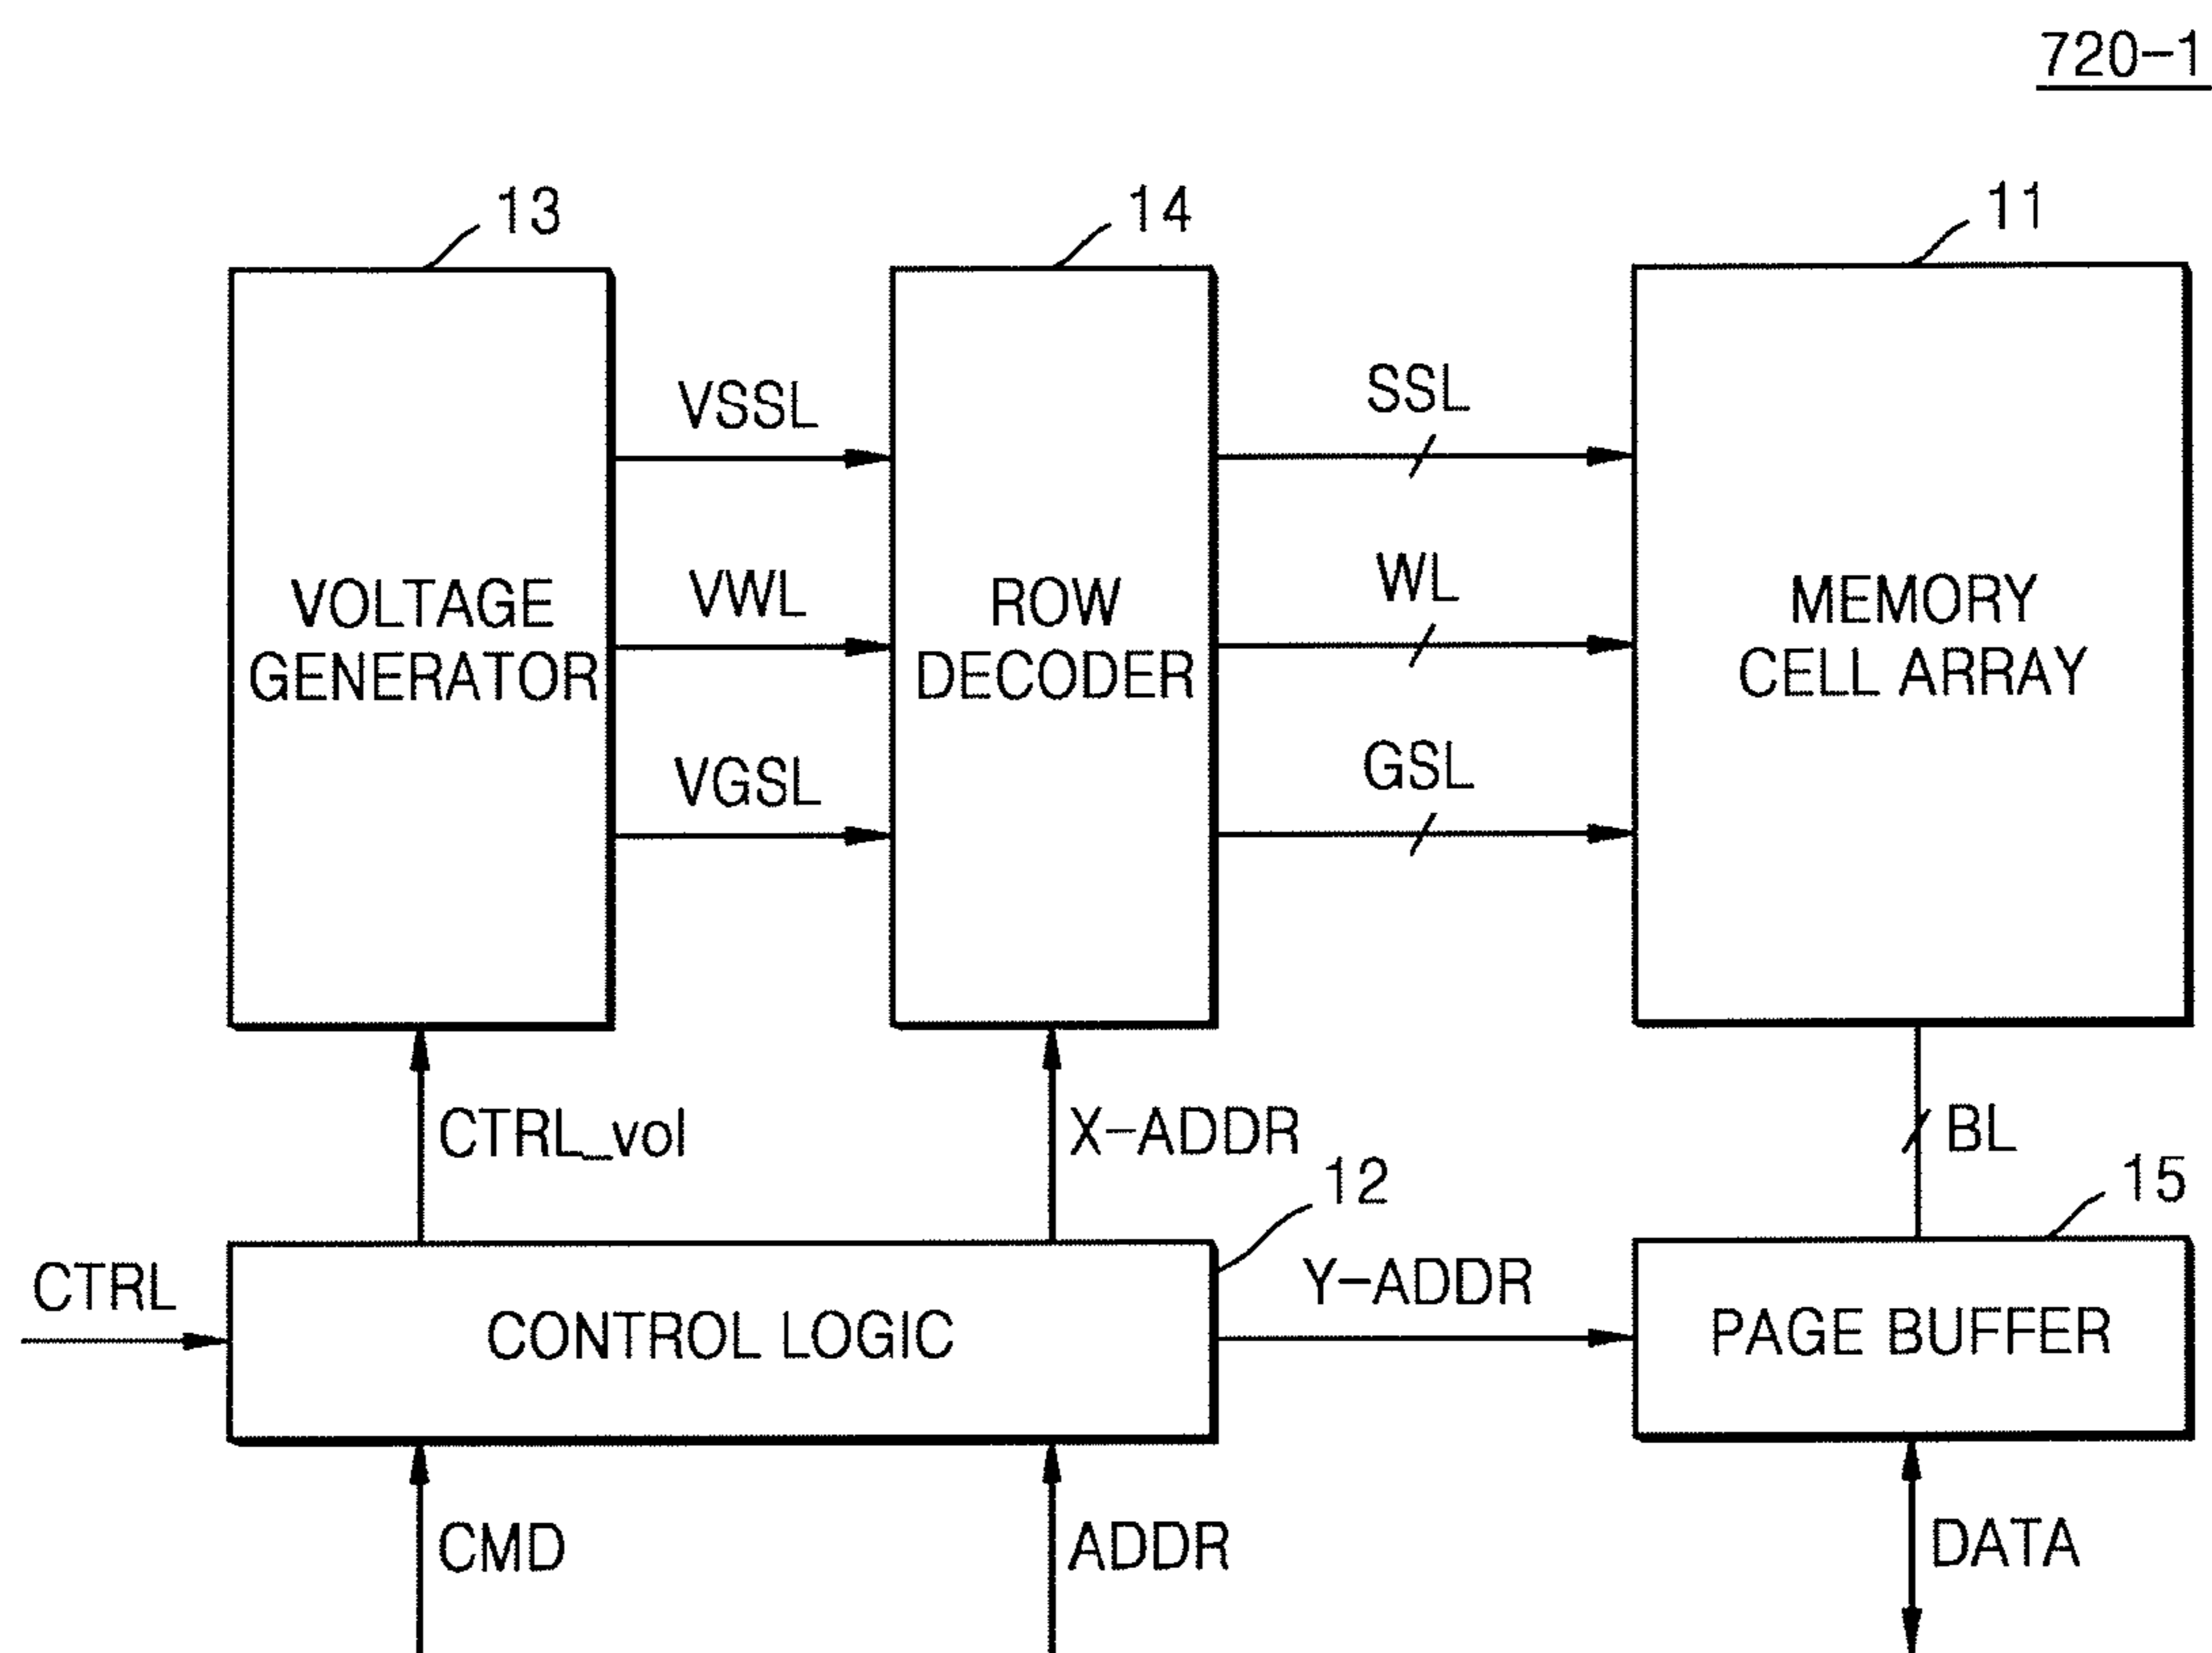 720-1
13
14
11
VSSL
SSL
VWL
WL
VOLTAGE
GENERATOR
ROW
DECODER
MEMORY
CELL ARRAY
VGSL
GSL
CTRL_vol
X-ADDR
BL
12
15
CTRL
CONTROL LOGIC
Y-ADDR
PAGE BUFFER
CMD
ADDR
DATA